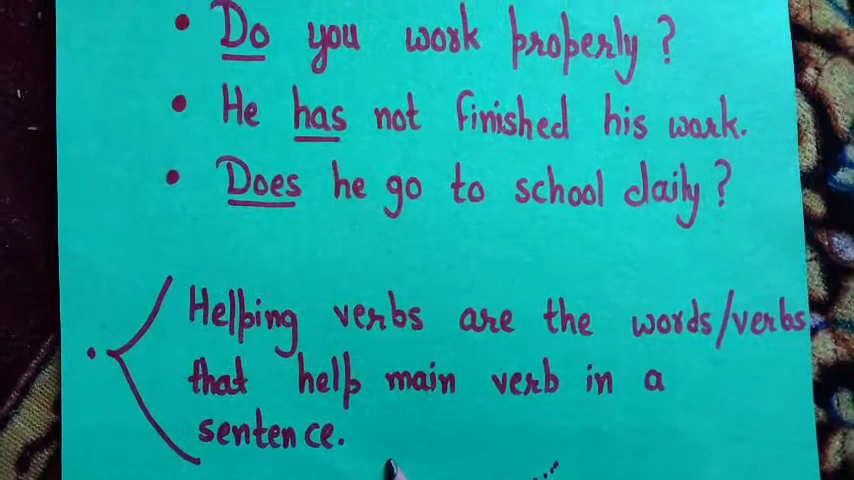 • Do you work properly?
• He has not finished his work.
• Does he go to school daily?
• Helping verbs are the words/verbs
that help main verb in a
sentence.